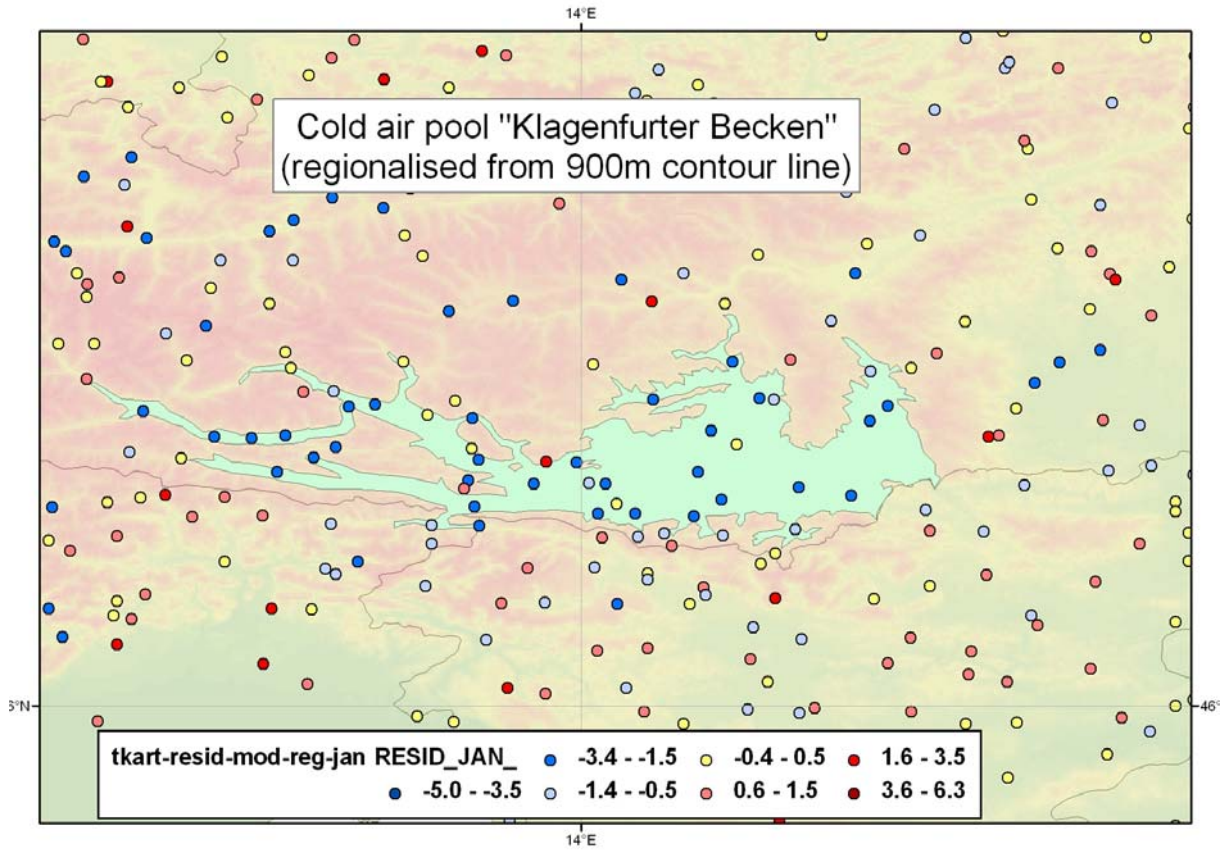 14°E
Cold air pool "Klagenfurter Becken"
(regionalised from 900m contour line)
46°
tkart-resid-mod-reg-jan RESID_JAN_ -3.4 - -1.5 -0.4 - 0.5 1.6 - 3.5
-5.0 - -3.5 -1.4 - -0.5 0.6 - 1.5 3.6 - 6.3
14°E